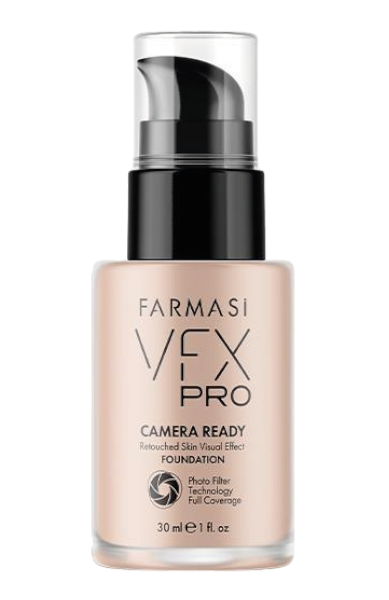 FARMASİ
VFX
PRO
CAMERA READY
Retouched Skin Visual Effect
FOUNDATION
Photo Filter
Technology
Full Coverage
30 ml ℮ 1 fl. oz